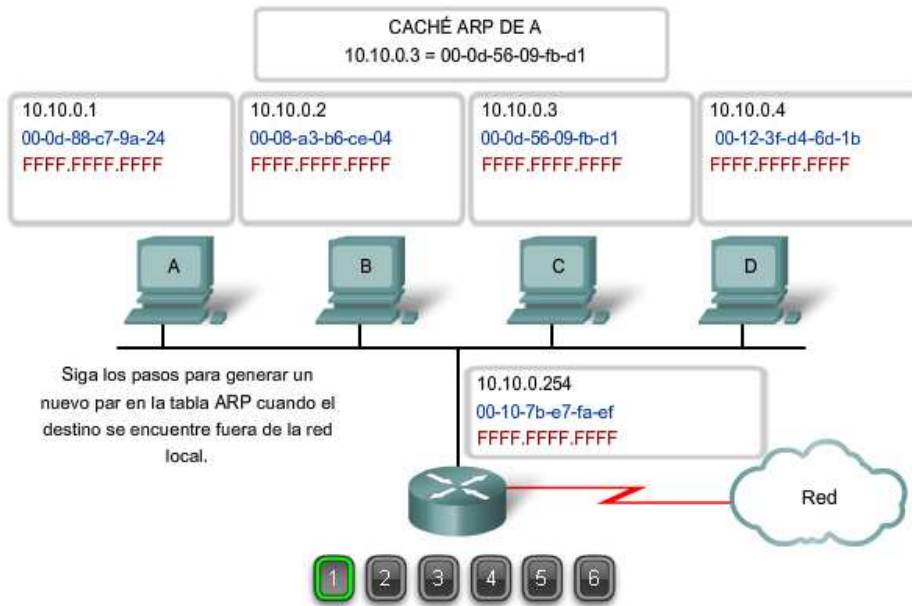 CACHÉ ARP DE A
10.10.0.3 = 00-0d-56-09-fb-d1
10.10.0.1
00-0d-88-c7-9a-24
FFFF.FFFF.FFFF
10.10.0.2
00-08-a3-b6-ce-04
FFFF.FFFF.FFFF
10.10.0.3
00-0d-56-09-fb-d1
FFFF.FFFF.FFFF
10.10.0.4
00-12-3f-d4-6d-1b
FFFF.FFFF.FFFF
A
B
C
D
Siga los pasos para generar un
nuevo par en la tabla ARP cuando el
destino se encuentre fuera de la red
local.
10.10.0.254
00-10-7b-e7-fa-ef
FFFF.FFFF.FFFF
Red
1 2 3 4 5 6